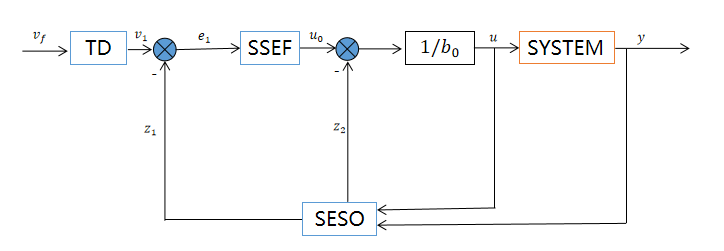 v_f TD v_1 e_1 SSEF u_0 1/b_0 u SYSTEM y
- -
z_1 z_2
SESO